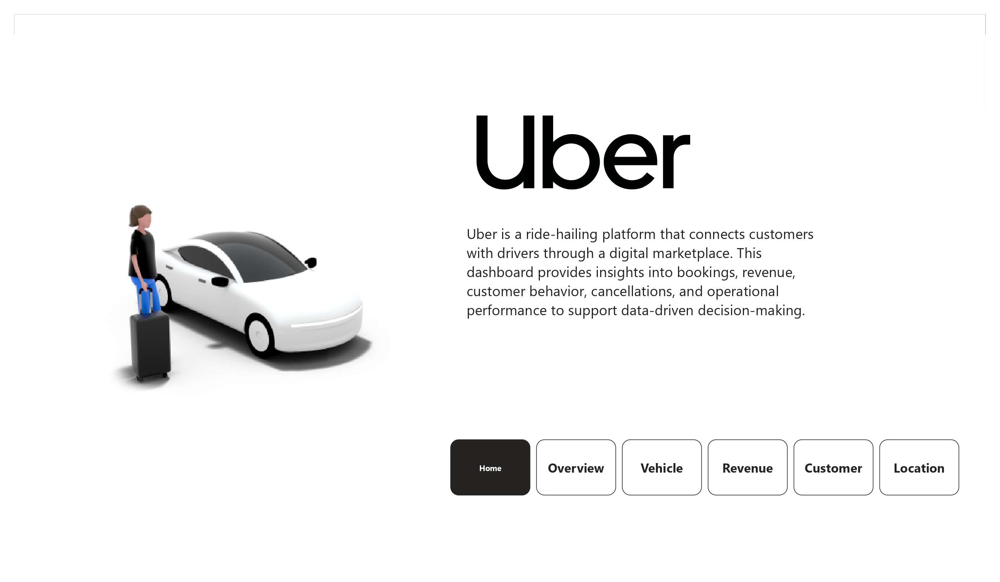 Uber
Uber is a ride-hailing platform that connects customers
with drivers through a digital marketplace. This
dashboard provides insights into bookings, revenue,
customer behavior, cancellations, and operational
performance to support data-driven decision-making.
Home
Overview
Vehicle
Revenue
Customer
Location